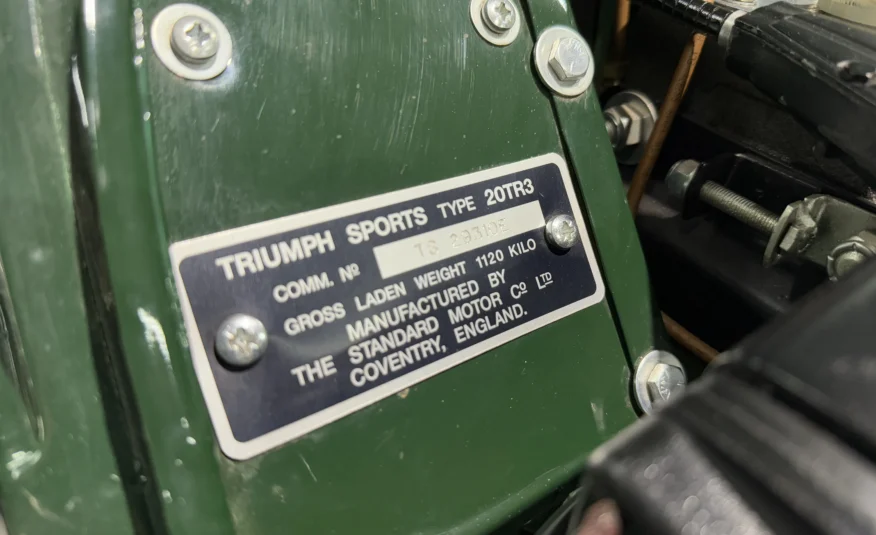 TRIUMPH SPORTS TYPE 20TR3
COMM. Nº
GROSS LADEN WEIGHT 1120 KILO
MANUFACTURED BY
THE STANDARD MOTOR Cº LTD
COVENTRY, ENGLAND.